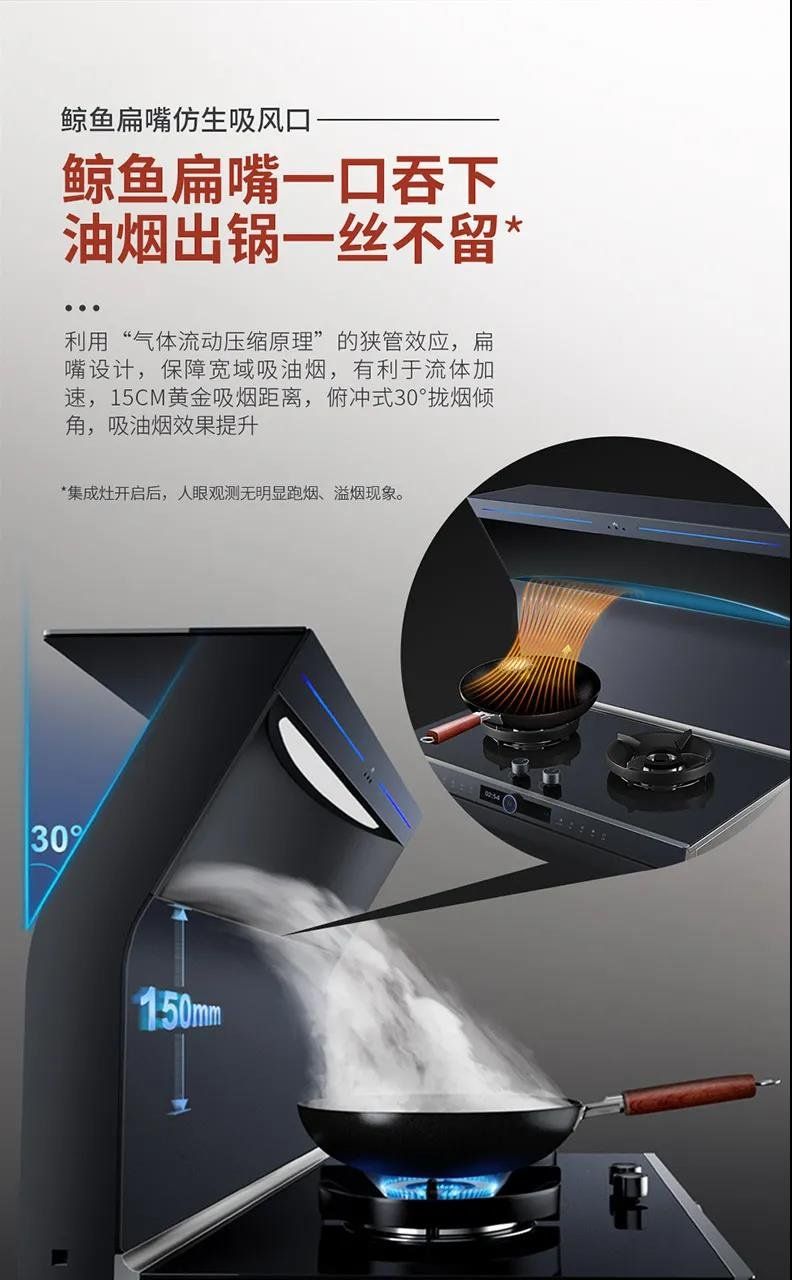 鲸鱼扁嘴仿生吸风口
鲸鱼扁嘴一口吞下
油烟出锅一丝不留*
利用“气体流动压缩原理”的狭管效应，扁
嘴设计，保障宽域吸油烟，有利于流体加
速，15CM黄金吸烟距离，俯冲式30°拢烟倾
角，吸油烟效果提升
*集成灶开启后，人眼观测无明显跑烟、溢烟现象。
02:54
30°
150mm